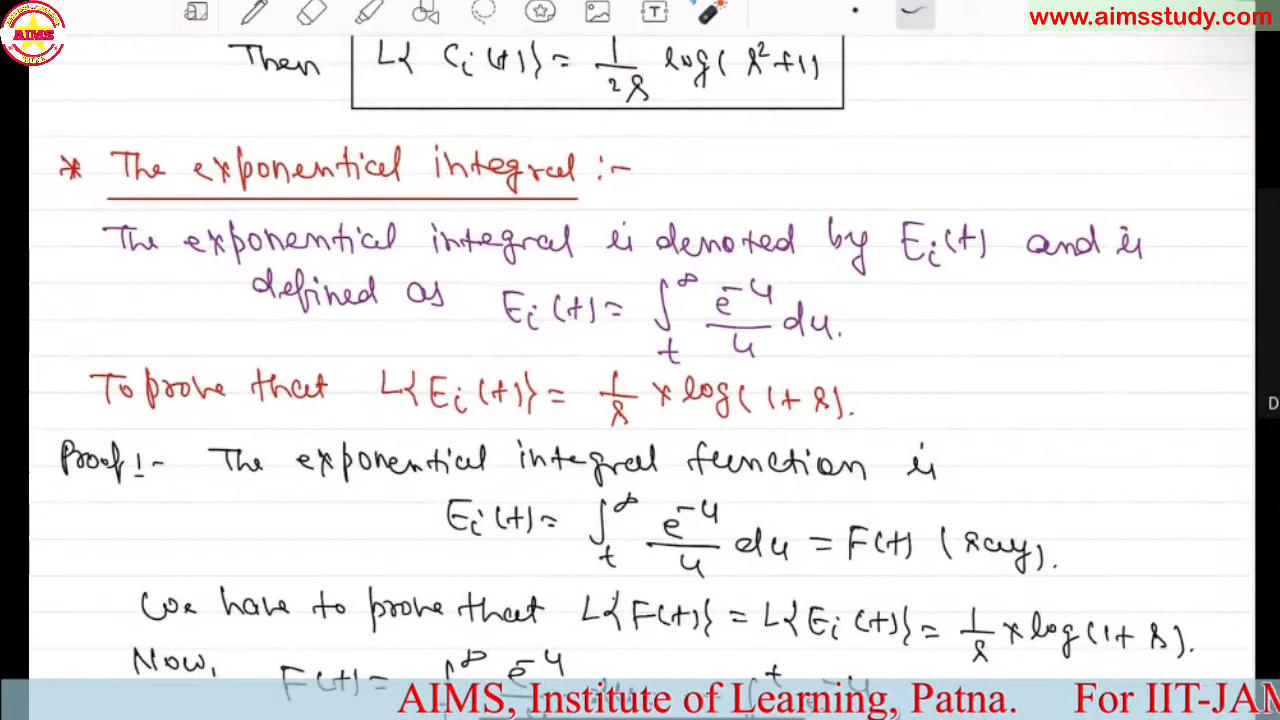 www.aimsstudy.com
AIMS
Then L{ Ci(t)} = 1/2s log(s²+1)
* The exponential integral :-
The exponential integral is denoted by Ei(t) and is
defined as Ei(t) = ∫_t^∞ e^-u/u du.
To prove that L{Ei(t)} = 1/s × log(1+s).
Proof :- The exponential integral function is
Ei(t) = ∫_t^∞ e^-u/u du = F(t) (say).
We have to prove that L{F(t)} = L{Ei(t)} = 1/s × log(1+s).
Now, F(t) = ∫^∞ e^-u
AIMS, Institute of Learning, Patna. For IIT-JAM